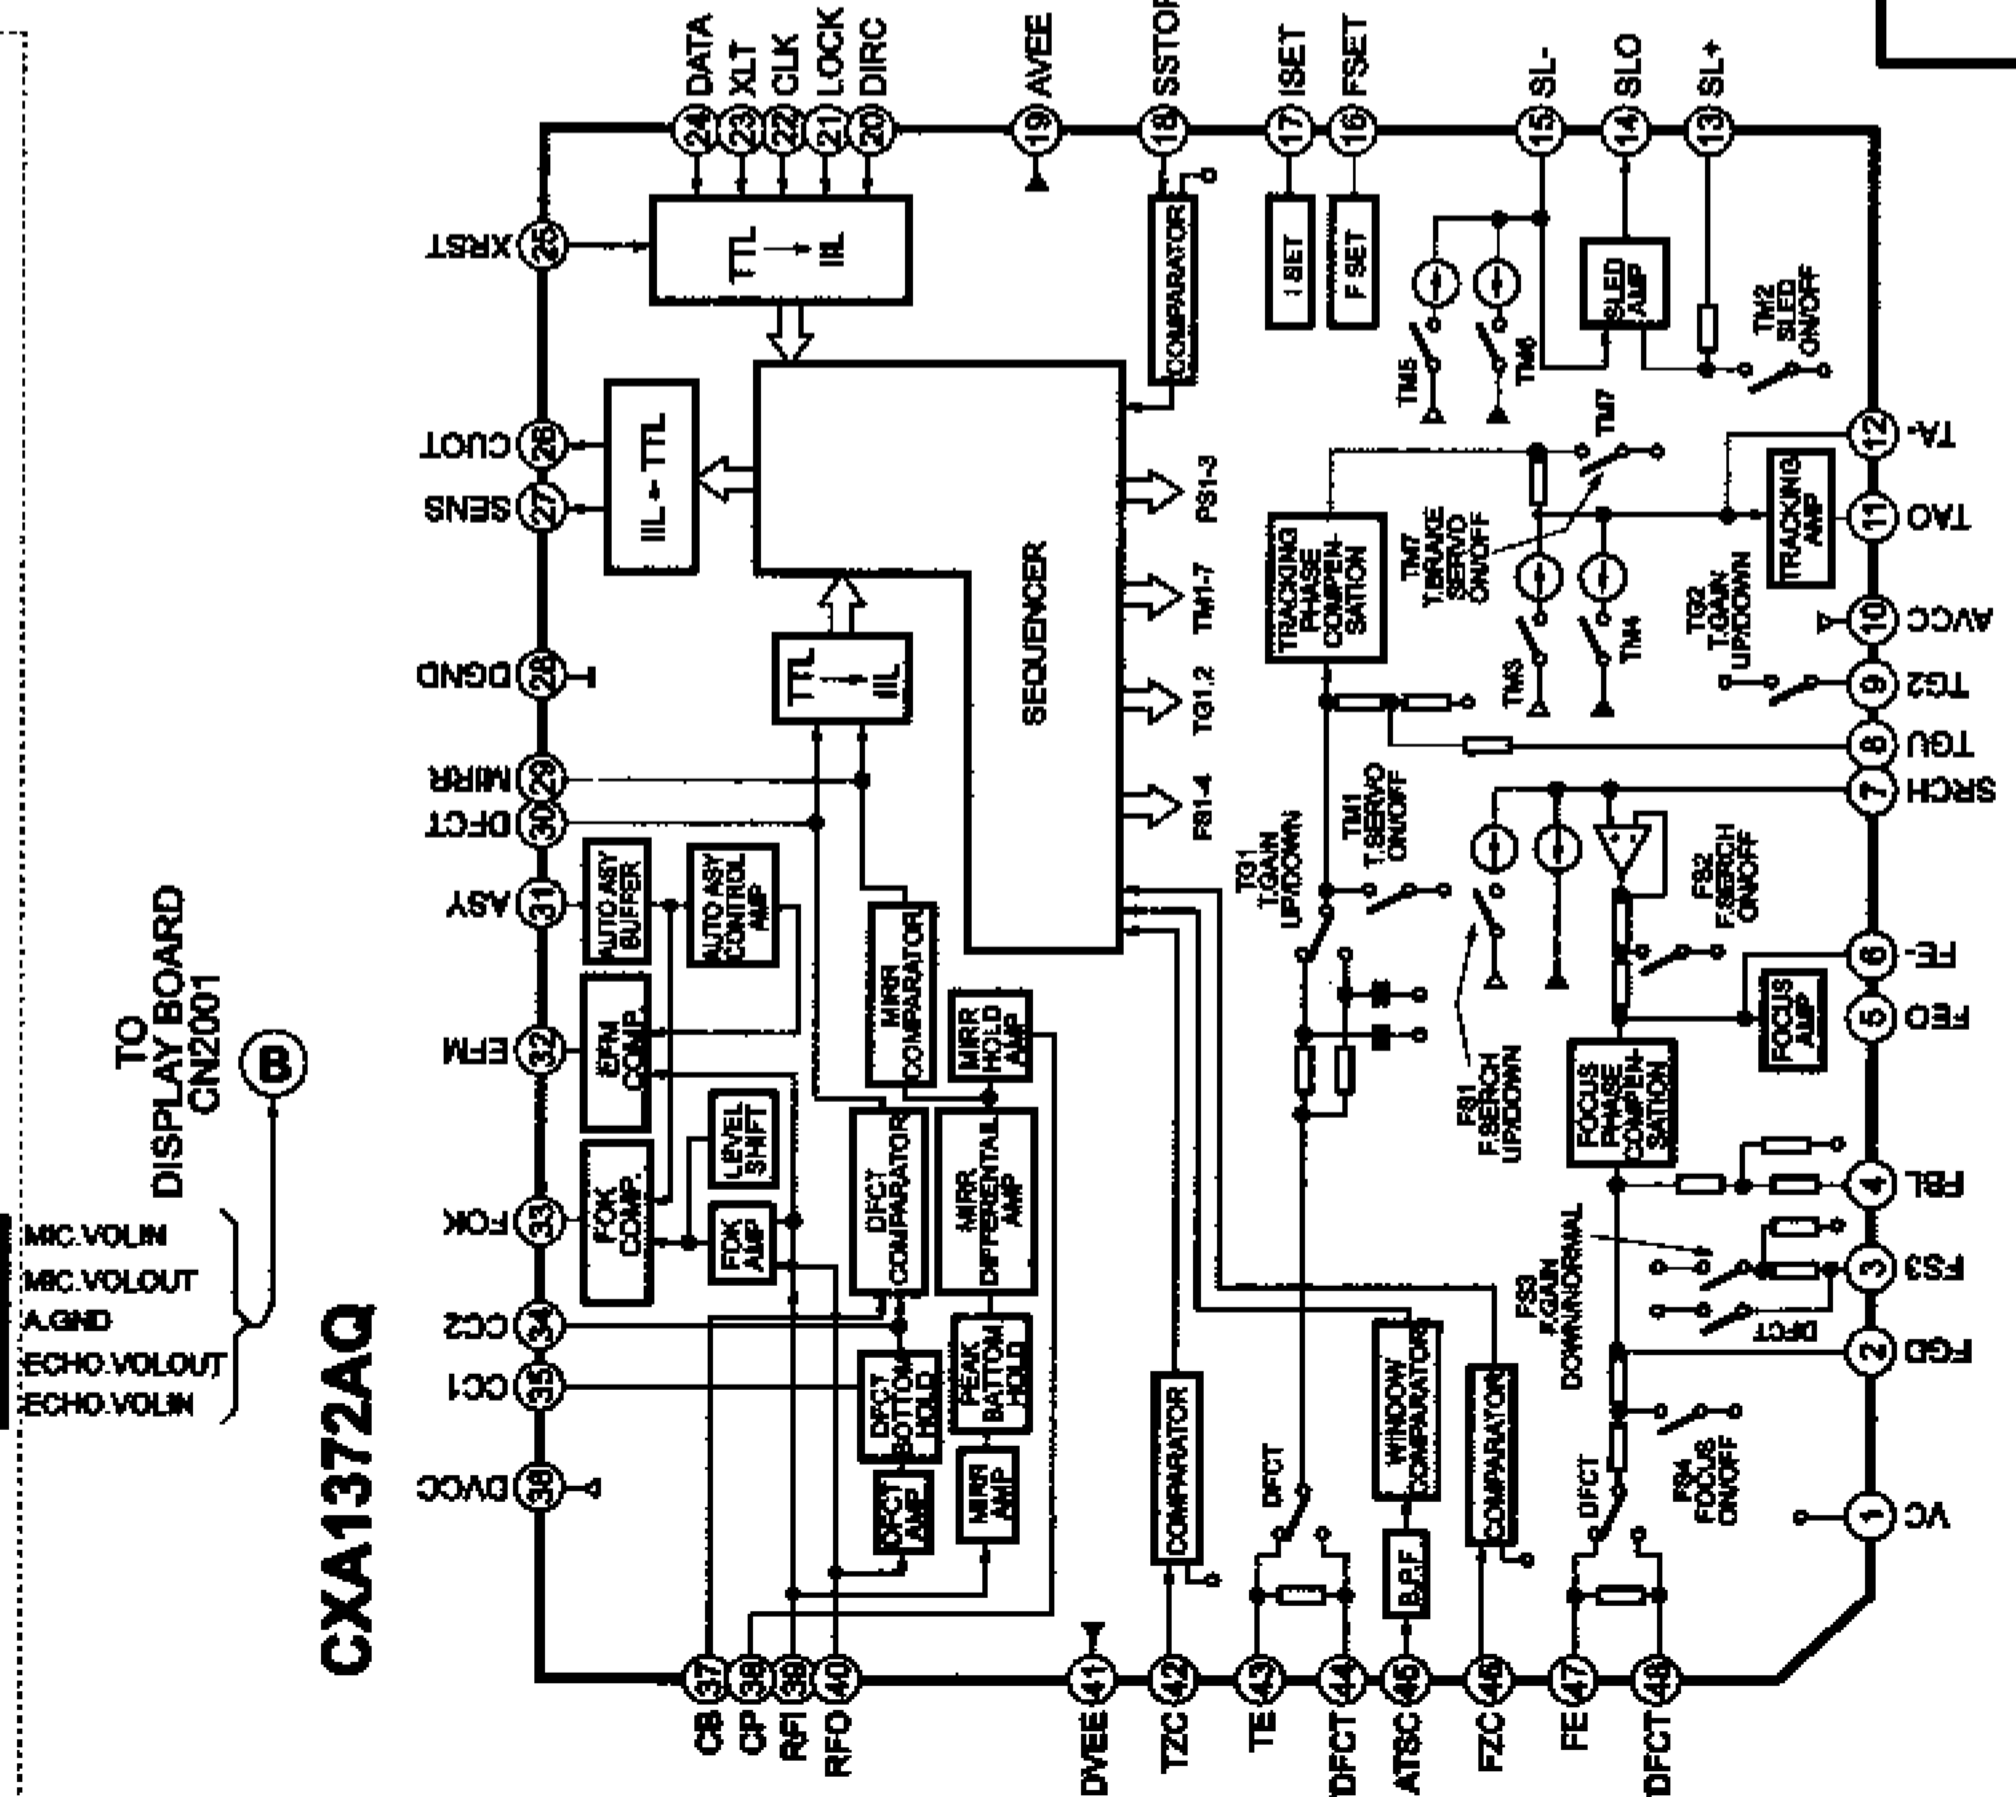 TO
DISPLAY BOARD
CN2001
B
MIC.VOLIN
MIC.VOLOUT
A.GND
ECHO.VOLOUT
ECHO.VOLIN
CXA1372AQ
24 DATA
23 XLT
22 CLK
21 LOCK
20 DIRC
19 AVEE
18 SSTOP
17 ISET
16 FSET
15 SL-
14 SLO
13 SL+
XRST 25
CUOT 26
SENS 27
DGND 28
MIRR 29
DFCT 30
ASY 31
EFM 32
FOK 33
CC2 34
CC1 35
DVCC 36
CB 37
CP 38
RFI 39
RFO 40
DVEE 41
TZC 42
TE 43
DFCT 44
ATSC 45
FZC 46
FE 47
DFCT 48
1 VC
2 FGD
3 FS3
4 FBL
5 FEO
6 FE-
7 SRCH
8 TGU
9 TG2
10 AVCC
11 TAO
12 TA-
TTL
IIL
IIL TTL
TTL
IIL
SEQUENCER
PS1-3
TM1-7
TG1,2
FS1-4
COMPARATOR
I SET
F SET
TM5
TM6
SLED
AMP
TM2
SLED
ON/OFF
AUTO ASY
BUFFER
AUTO ASY
CONTROL
AMP
EFM
COMP.
FOK
COMP.
LEVEL
SHIFT
FOK
AMP
MIRR
COMPARATOR
MIRR
HOLD
AMP
DFCT
COMPARATOR
MIRR
DIFFERENTAIL
AMP
DFCT
BOTTOM
HOLD
PEAK
BATTOM
HOLD
DFCT
AMP
MIRR
AMP
TRACKING
PHASE
COMPEN-
SATION
TM7
T.BRAKE
SERVO
ON/OFF
TM7
TM3
TM4
TG2
T.GAIN
UP/DOWN
TRACKING
AMP
TG1
T.GAIN
UP/DOWN
TM1
T.SERVO
ON/OFF
FS2
F.SERCH
ON/OFF
FS1
F.SERCH
UP/DOWN
FOCUS
PHASE
COMPEN-
SATION
FOCUS
AMP
FS3
F.GAIN
DOWN/NORMAL
DFCT
COMPARATOR
DFCT
WINDOW
COMPARATOR
B.P.F
COMPARATOR
DFCT
FS4
FOCUS
ON/OFF